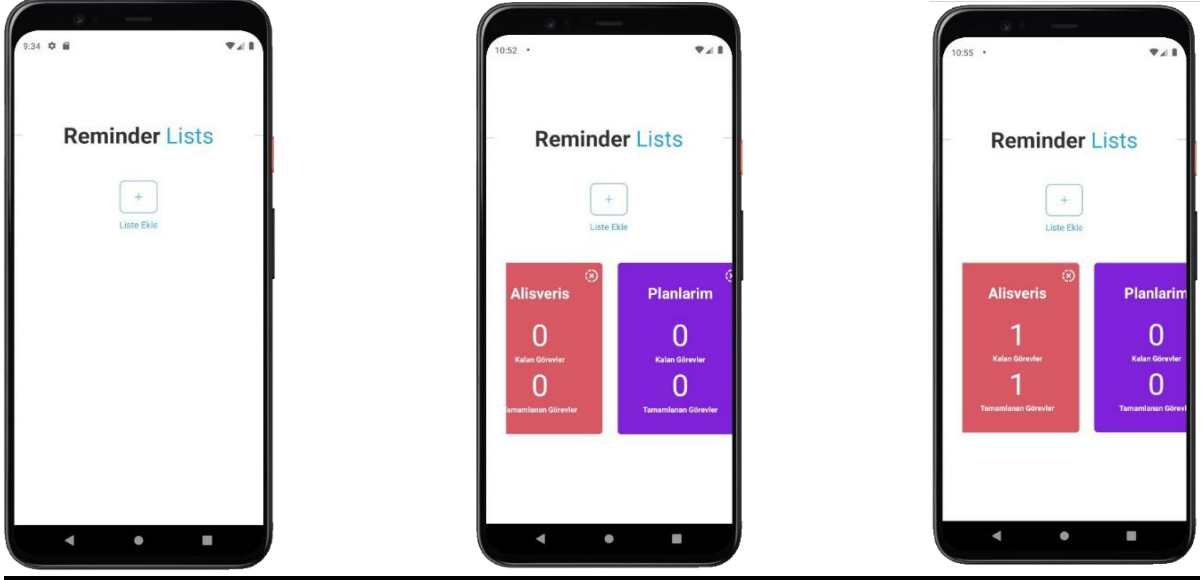 9:34
Reminder Lists
+
Liste Ekle
10:52
Reminder Lists
+
Liste Ekle
Alisveris
0
Kalan Görevler
0
amamlanan Görevler
Planlarim
0
Kalan Görevler
0
Tamamlanan Görevler
10:55
Reminder Lists
+
Liste Ekle
Alisveris
1
Kalan Görevler
1
Tamamlanan Görevler
Planlarim
0
Kalan Görevler
0
Tamamlanan Görevl